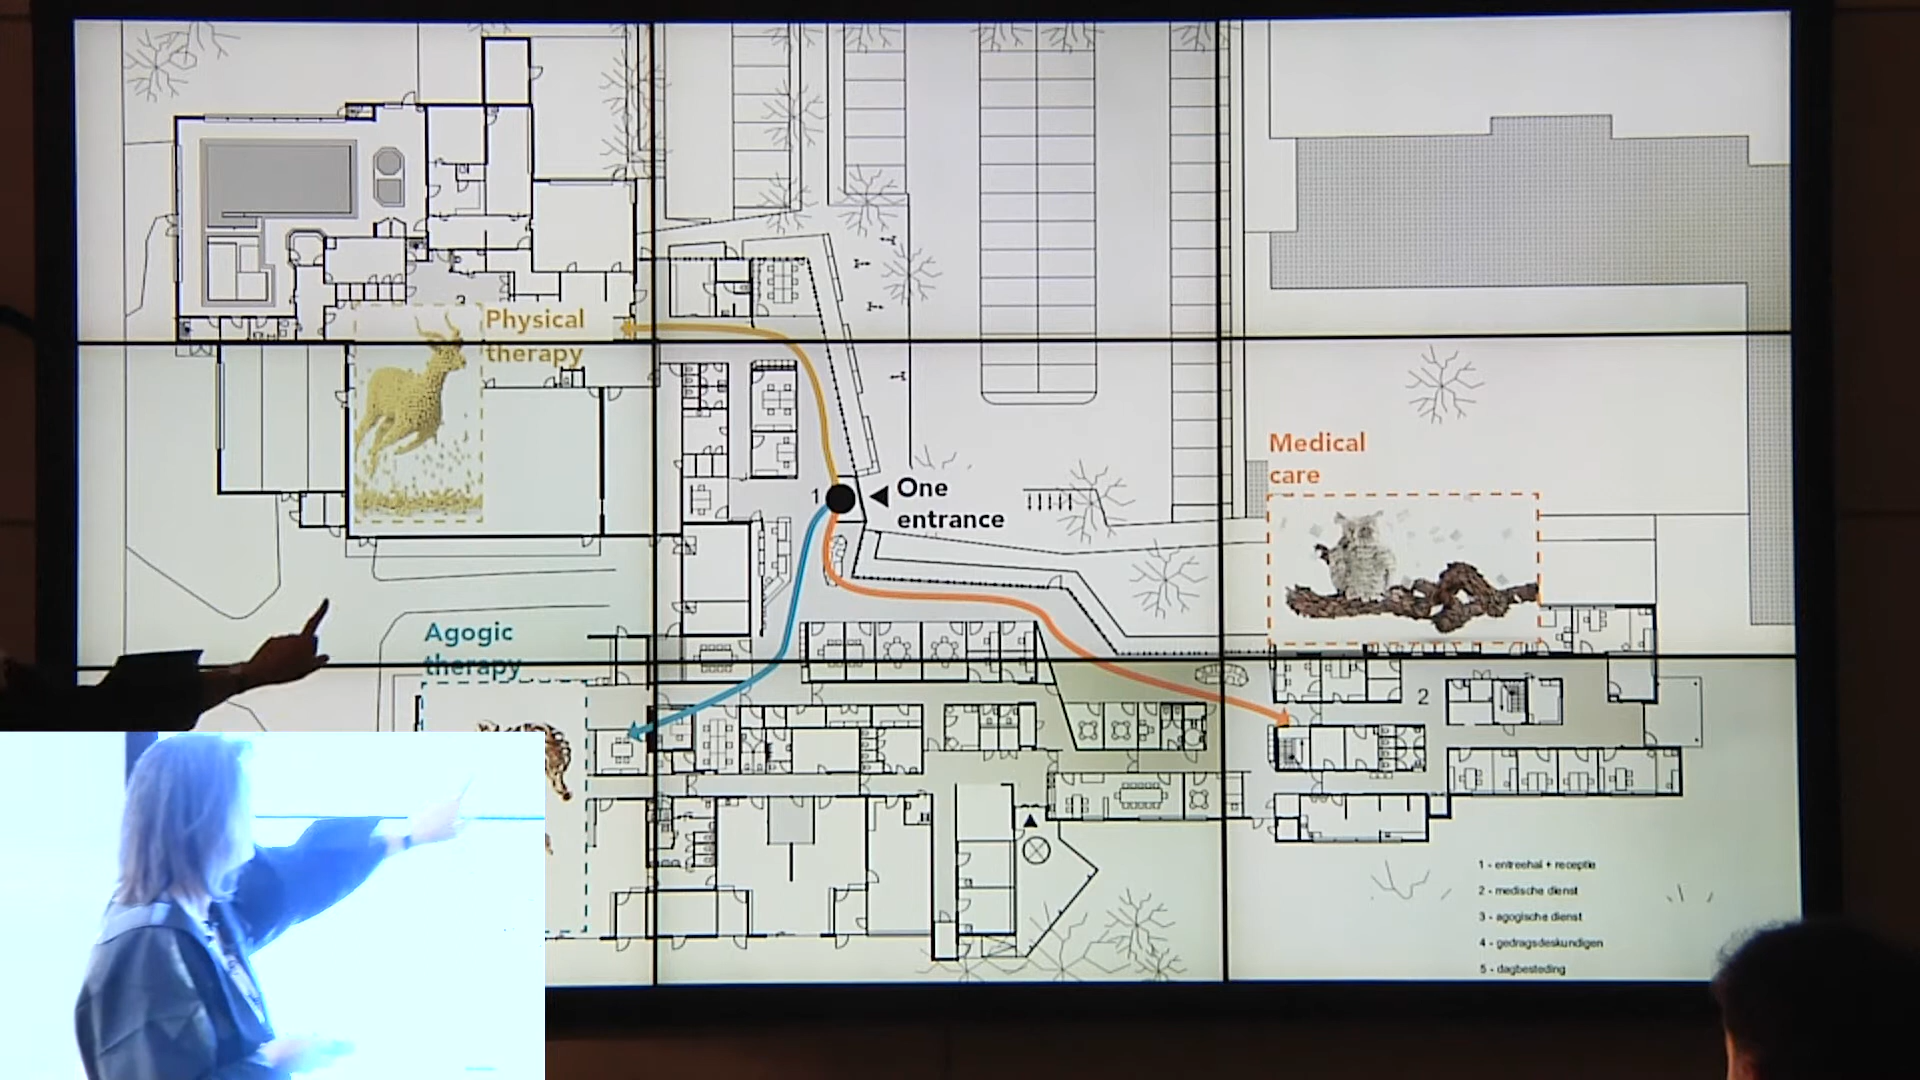 3
Physical
therapy
Medical
care
1
One
entrance
Agogic
therapy
2
1 - entreehal + receptie
2 - medische dienst
3 - agogische dienst
4 - gedragsdeskundigen
5 - dagbesteding